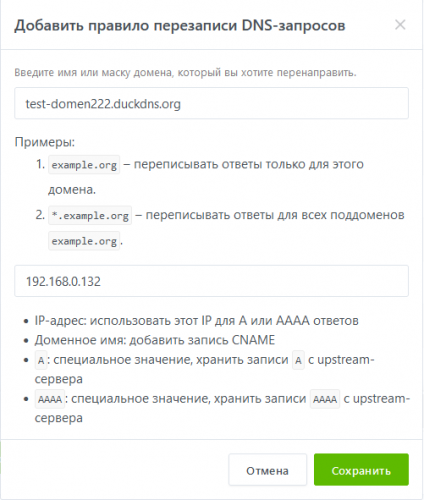 Добавить правило перезаписи DNS-запросов
Введите имя или маску домена, который вы хотите перенаправить.
test-domen222.duckdns.org
Примеры:
1. example.org – переписывать ответы только для этого
домена.
2. *.example.org – переписывать ответы для всех поддоменов
example.org.
192.168.0.132
• IP-адрес: использовать этот IP для A или AAAA ответов
• Доменное имя: добавить запись CNAME
• A: специальное значение, хранить записи A с upstream-
сервера
• AAAA: специальное значение, хранить записи AAAA с upstream-
сервера
Отмена
Сохранить